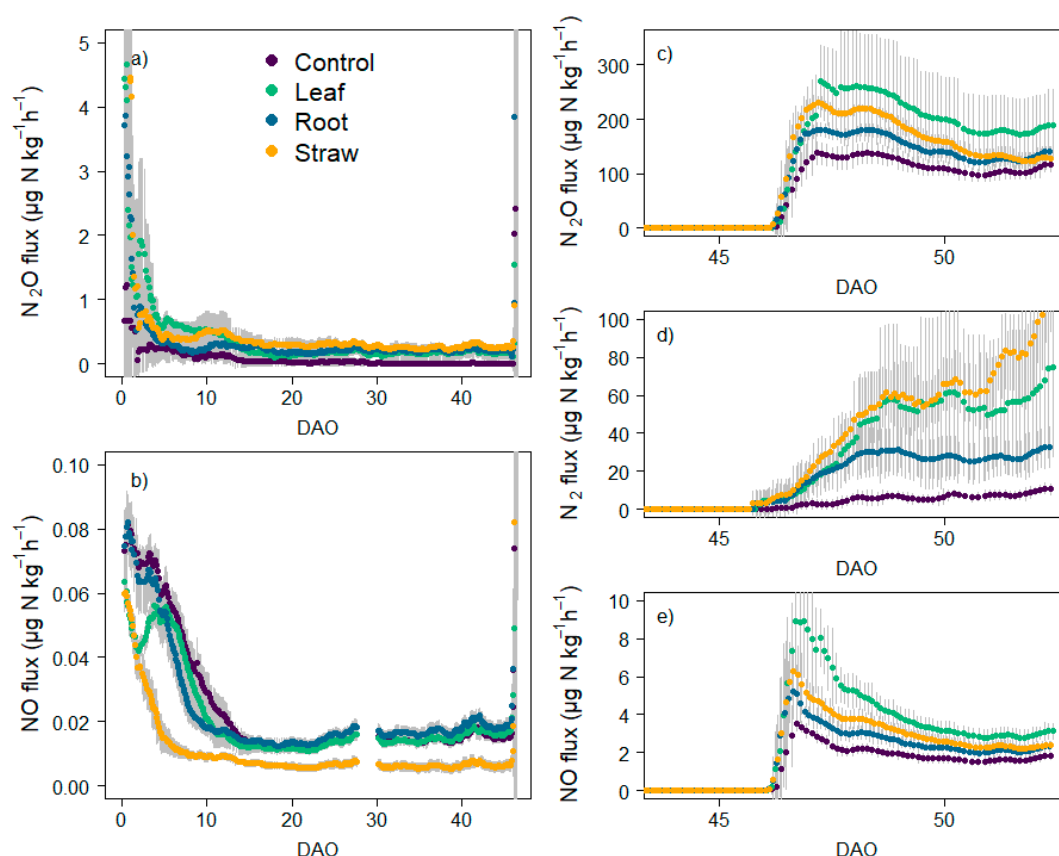 a)
Control
Leaf
Root
Straw
5
4
3
2
1
0
N₂O flux (µg N kg⁻¹h⁻¹)
0 10 20 30 40
DAO
b)
0.10
0.08
0.06
0.04
0.02
0.00
NO flux (µg N kg⁻¹h⁻¹)
0 10 20 30 40
DAO
c)
300
200
100
0
N₂O flux (µg N kg⁻¹h⁻¹)
45 50
DAO
d)
100
80
60
40
20
0
N₂ flux (µg N kg⁻¹h⁻¹)
45 50
DAO
e)
10
8
6
4
2
0
NO flux (µg N kg⁻¹h⁻¹)
45 50
DAO